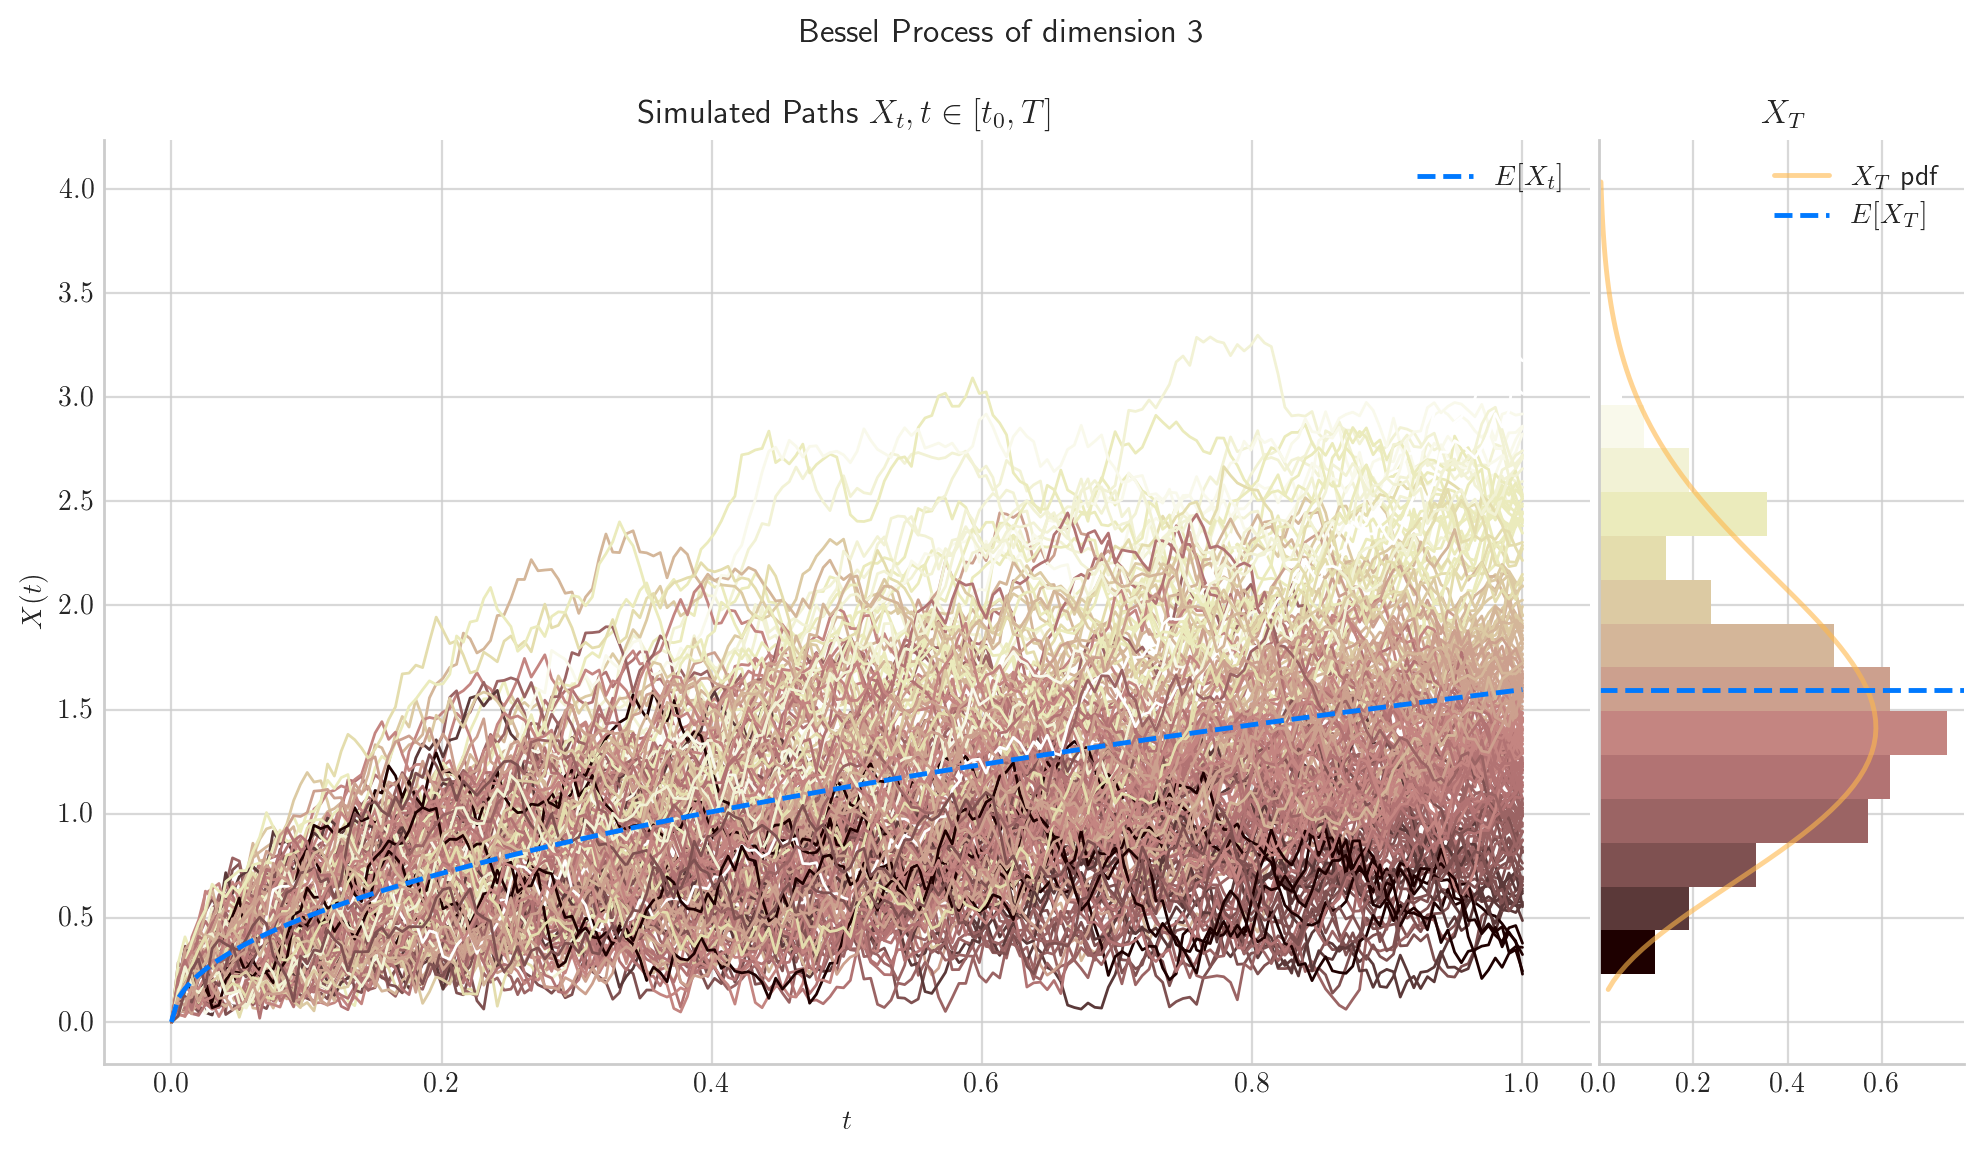 Bessel Process of dimension 3
Simulated Paths $X_t, t \in [t_0, T]$
$X_T$
$E[X_t]$
$X_T$ pdf
$E[X_T]$
4.0
3.5
3.0
2.5
2.0
1.5
1.0
0.5
0.0
$X(t)$
0.0 0.2 0.4 0.6 0.8 1.0
0.0 0.2 0.4 0.6
$t$